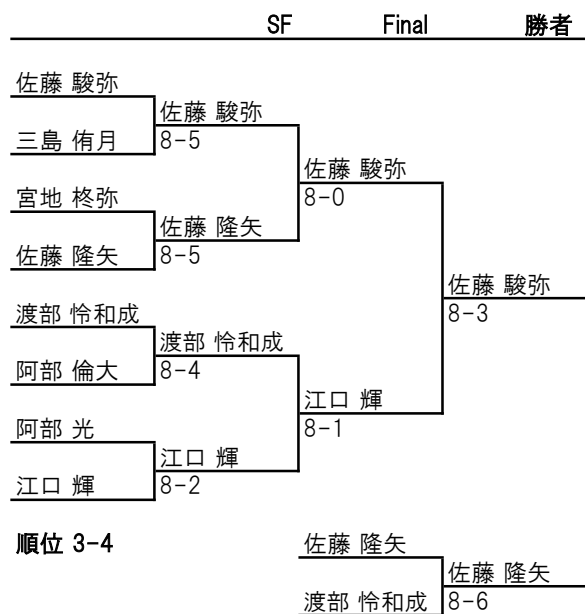 SF Final 勝者
佐藤 駿弥
佐藤 駿弥
三島 侑月
8-5
佐藤 駿弥
宮地 柊弥
8-0
佐藤 隆矢
佐藤 隆矢
8-5
佐藤 駿弥
渡部 怜和成
8-3
渡部 怜和成
阿部 倫大
8-4
江口 輝
阿部 光
8-1
江口 輝
江口 輝
8-2
順位 3-4
佐藤 隆矢
佐藤 隆矢
渡部 怜和成
8-6